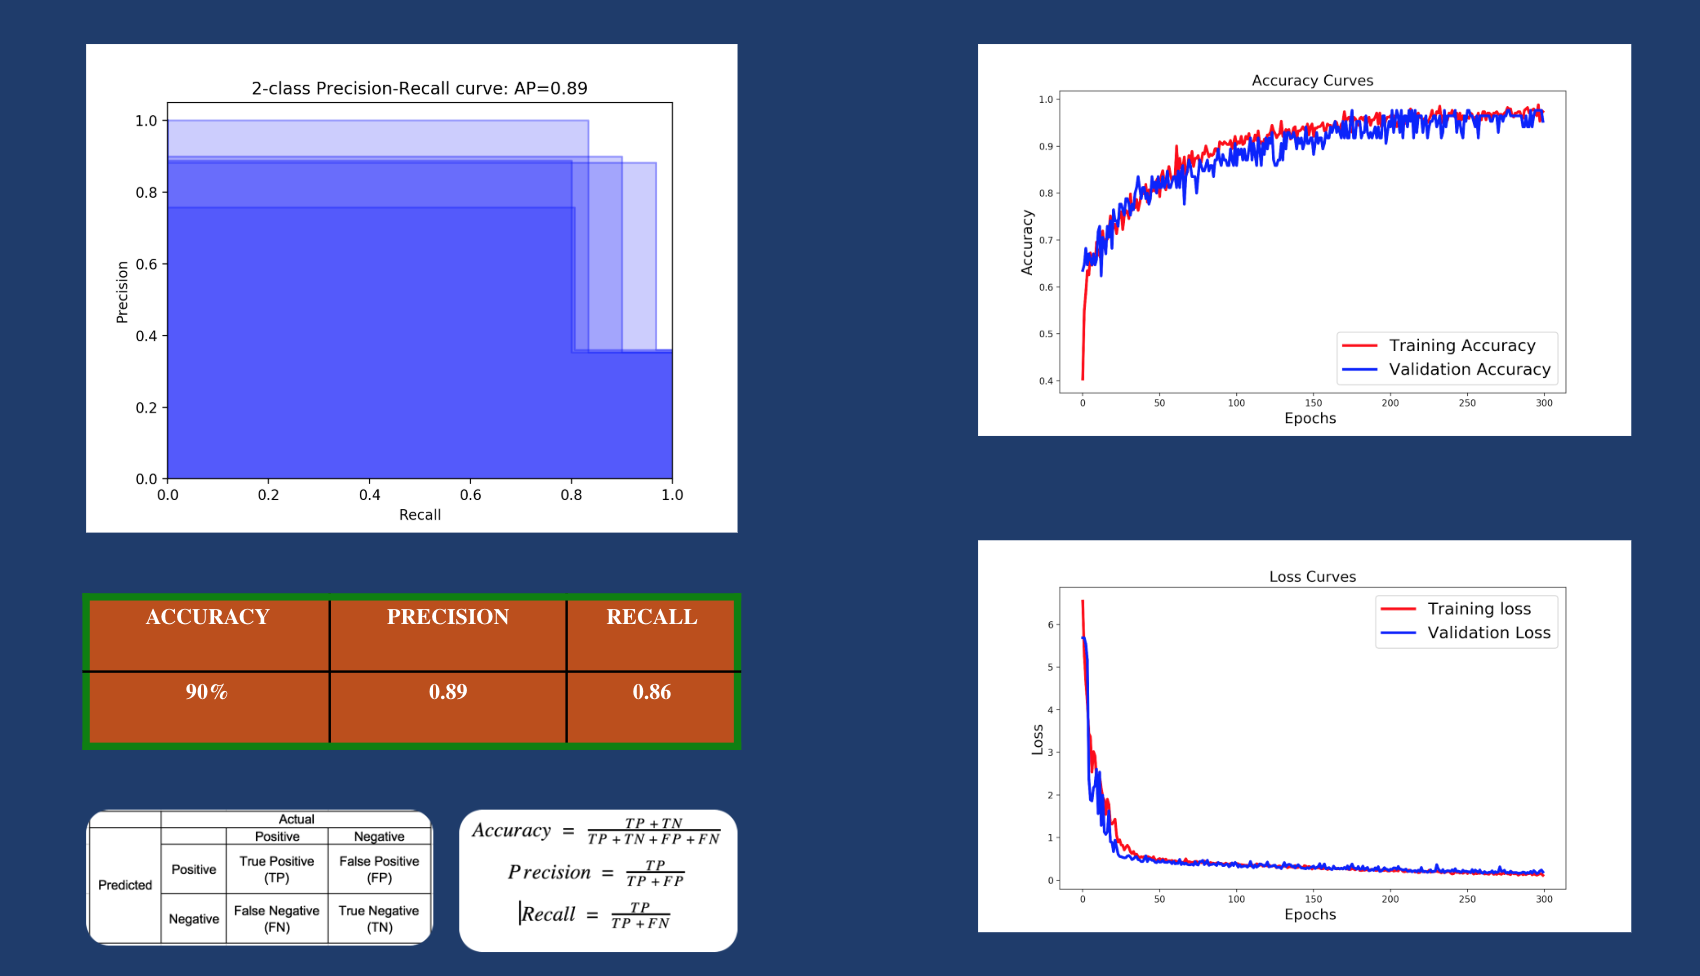 2-class Precision-Recall curve: AP=0.89
1.0
0.8
0.6
0.4
0.2
0.0
Precision
0.0 0.2 0.4 0.6 0.8 1.0
Recall
ACCURACY PRECISION RECALL
90% 0.89 0.86
Actual
Positive Negative
Predicted
Positive
True Positive
(TP)
False Positive
(FP)
Negative
False Negative
(FN)
True Negative
(TN)
Accuracy = TP+TN / TP+TN+FP+FN
Precision = TP / TP+FP
Recall = TP / TP+FN
Accuracy Curves
1.0
0.9
0.8
0.7
0.6
0.5
0.4
Accuracy
Training Accuracy
Validation Accuracy
0 50 100 150 200 250 300
Epochs
Loss Curves
6
5
4
3
2
1
0
Loss
Training loss
Validation Loss
0 50 100 150 200 250 300
Epochs